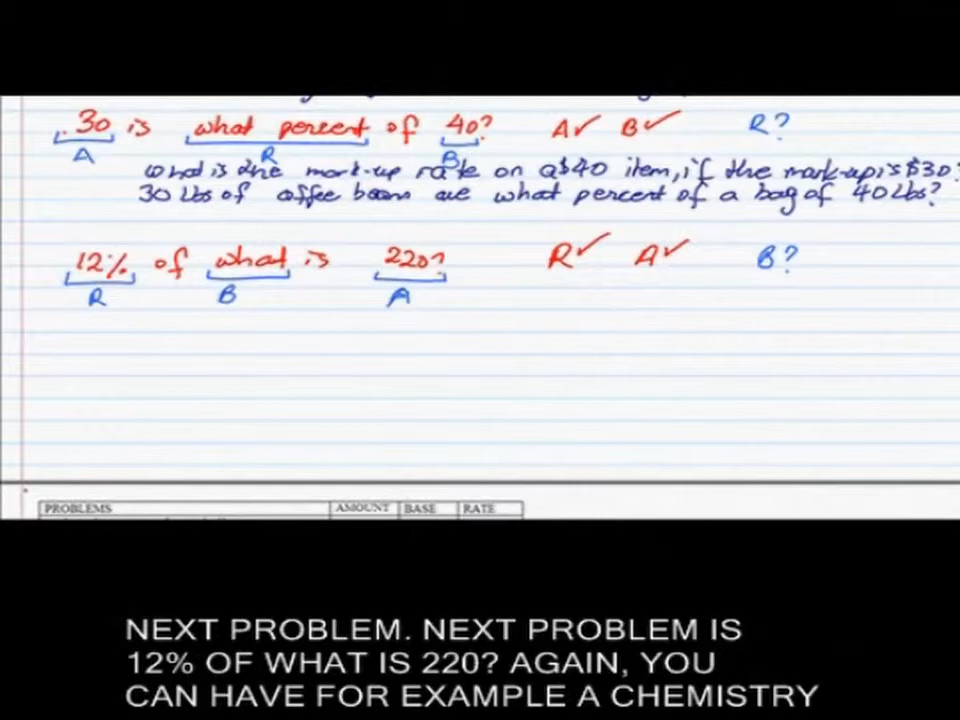 30 is what percent of 40? A✓ B✓ R?
A R B
what is the mark-up rate on a $40 item, if the mark-up is $30?
30 Lbs of coffee beans are what percent of a bag of 40 Lbs?
12% of what is 220? R✓ A✓ B?
R B A
PROBLEMS AMOUNT BASE RATE
NEXT PROBLEM. NEXT PROBLEM IS
12% OF WHAT IS 220? AGAIN, YOU
CAN HAVE FOR EXAMPLE A CHEMISTRY